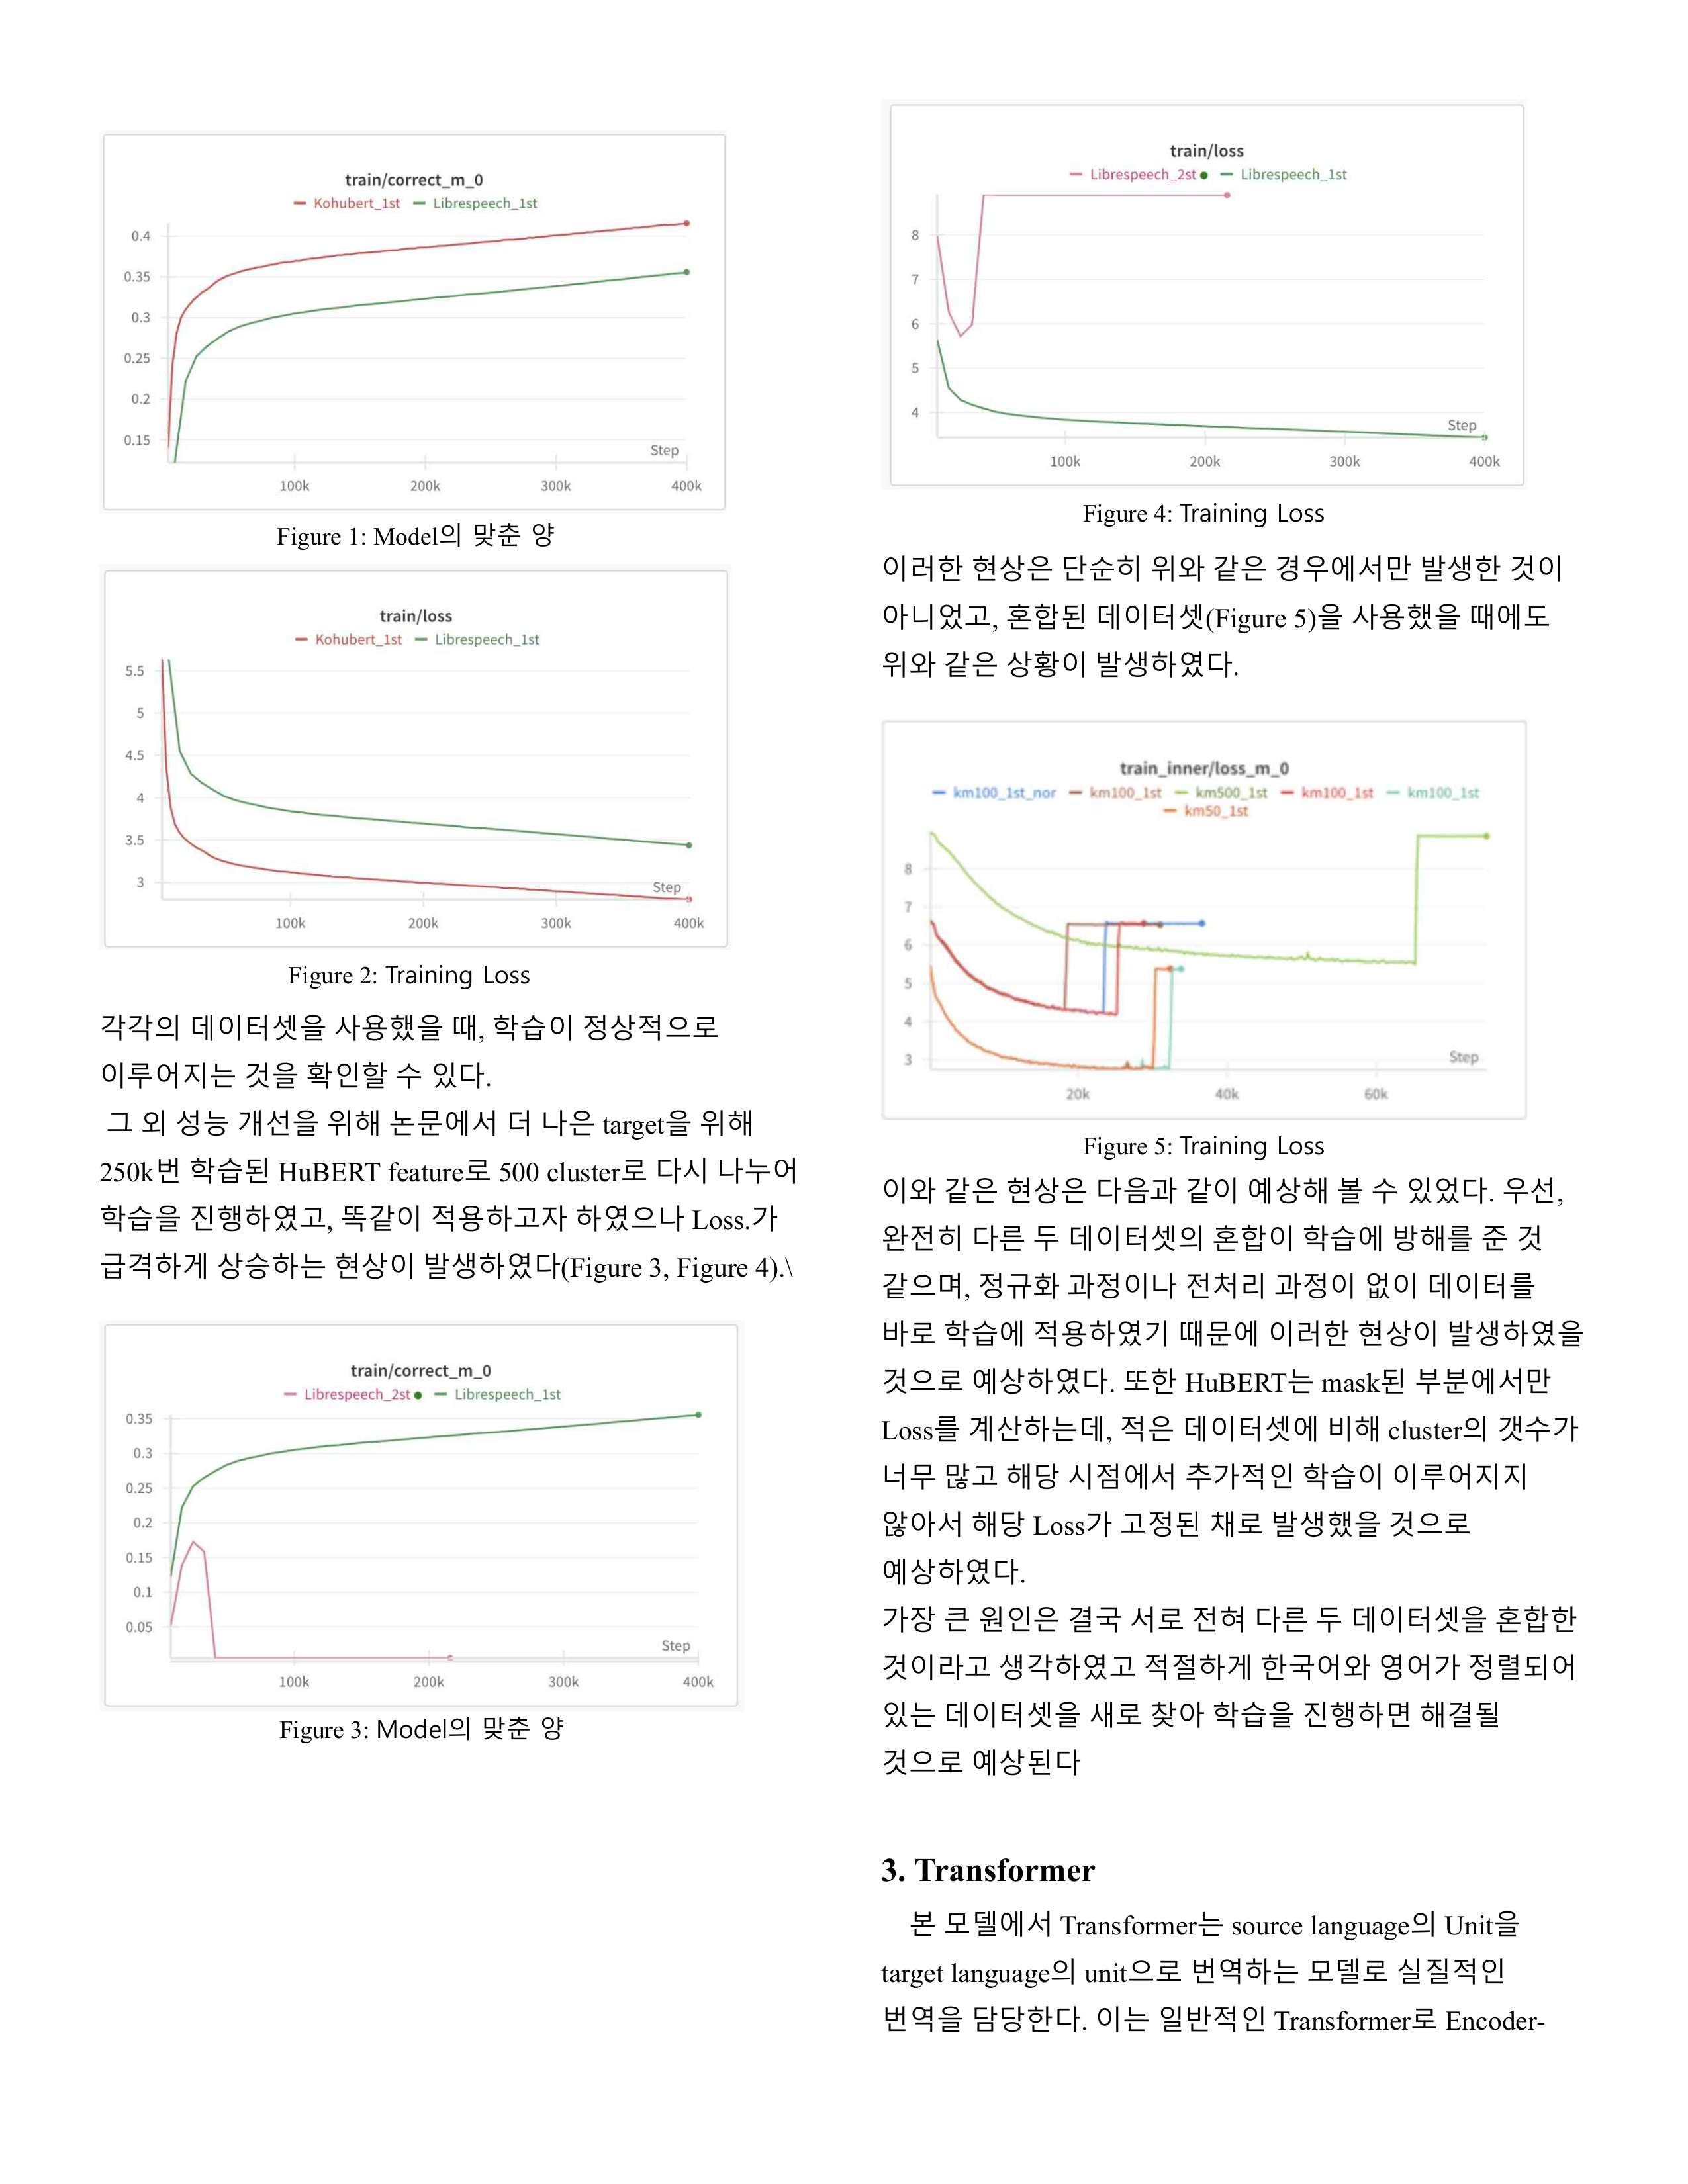 train/correct_m_0
Kohubert_1st Librespeech_1st
0.4
0.35
0.3
0.25
0.2
0.15
Step
100k 200k 300k 400k
Figure 1: Model의 맞춘 양
train/loss
Kohubert_1st Librespeech_1st
5.5
5
4.5
4
3.5
3
Step
100k 200k 300k 400k
Figure 2: Training Loss
각각의 데이터셋을 사용했을 때, 학습이 정상적으로
이루어지는 것을 확인할 수 있다.
그 외 성능 개선을 위해 논문에서 더 나은 target을 위해
250k번 학습된 HuBERT feature로 500 cluster로 다시 나누어
학습을 진행하였고, 똑같이 적용하고자 하였으나 Loss.가
급격하게 상승하는 현상이 발생하였다(Figure 3, Figure 4).\
train/correct_m_0
Librespeech_2st Librespeech_1st
0.35
0.3
0.25
0.2
0.15
0.1
0.05
Step
100k 200k 300k 400k
Figure 3: Model의 맞춘 양
train/loss
Librespeech_2st Librespeech_1st
8
7
6
5
4
Step
100k 200k 300k 400k
Figure 4: Training Loss
이러한 현상은 단순히 위와 같은 경우에서만 발생한 것이
아니었고, 혼합된 데이터셋(Figure 5)을 사용했을 때에도
위와 같은 상황이 발생하였다.
train_inner/loss_m_0
km100_1st_nor km100_1st km500_1st km100_1st km100_1st
km50_1st
8
7
6
5
4
3
Step
20k 40k 60k
Figure 5: Training Loss
이와 같은 현상은 다음과 같이 예상해 볼 수 있었다. 우선,
완전히 다른 두 데이터셋의 혼합이 학습에 방해를 준 것
같으며, 정규화 과정이나 전처리 과정이 없이 데이터를
바로 학습에 적용하였기 때문에 이러한 현상이 발생하였을
것으로 예상하였다. 또한 HuBERT는 mask된 부분에서만
Loss를 계산하는데, 적은 데이터셋에 비해 cluster의 갯수가
너무 많고 해당 시점에서 추가적인 학습이 이루어지지
않아서 해당 Loss가 고정된 채로 발생했을 것으로
예상하였다.
가장 큰 원인은 결국 서로 전혀 다른 두 데이터셋을 혼합한
것이라고 생각하였고 적절하게 한국어와 영어가 정렬되어
있는 데이터셋을 새로 찾아 학습을 진행하면 해결될
것으로 예상된다
3. Transformer
본 모델에서 Transformer는 source language의 Unit을
target language의 unit으로 번역하는 모델로 실질적인
번역을 담당한다. 이는 일반적인 Transformer로 Encoder-